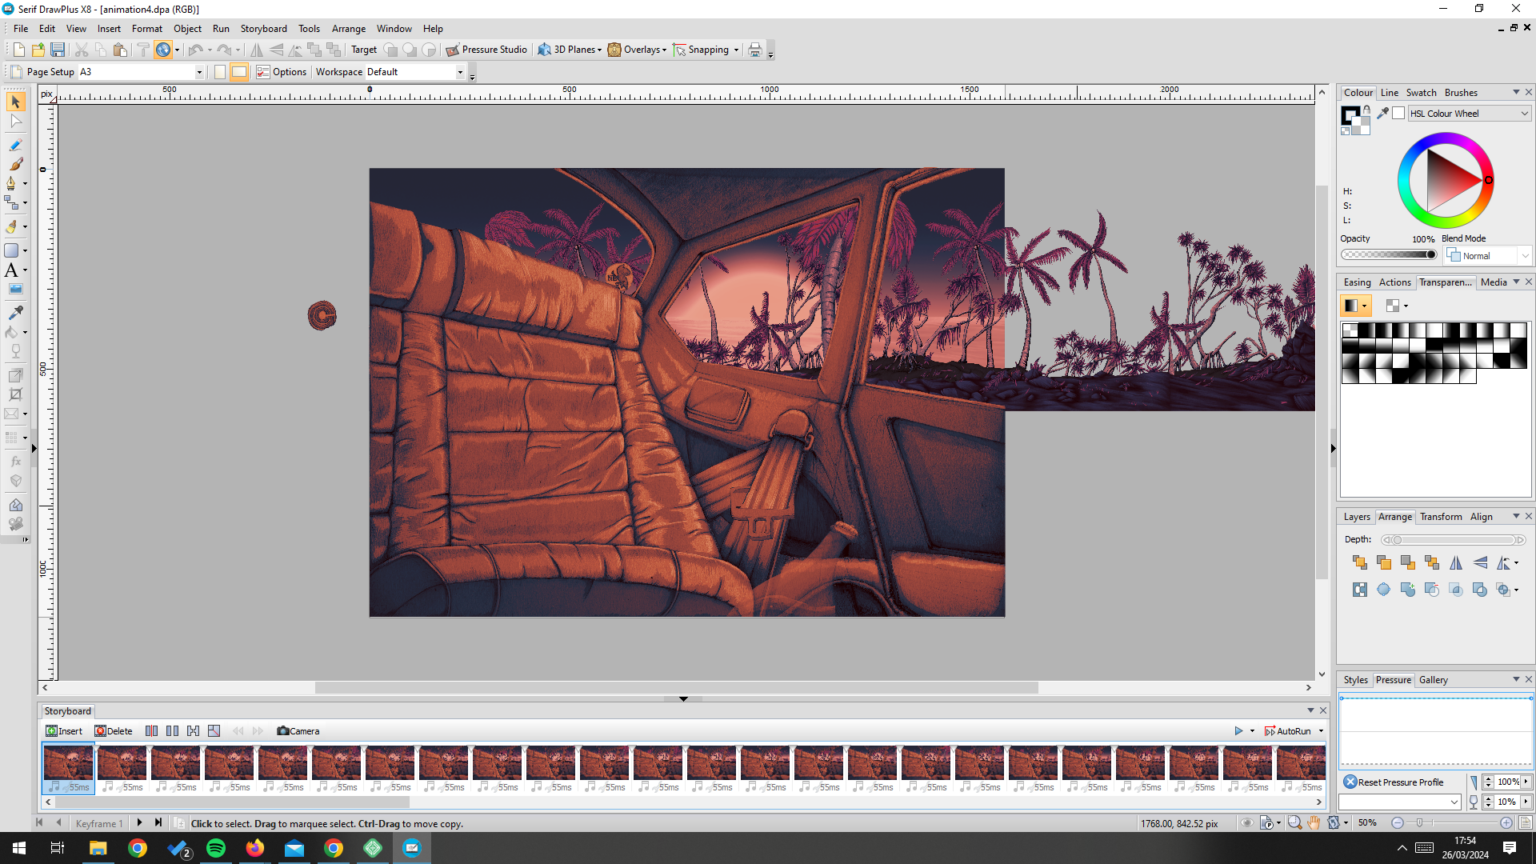 Serif DrawPlus X8 - [animation4.dpa (RGB)]
File Edit View Insert Format Object Run Storyboard Tools Arrange Window Help
Target Pressure Studio 3D Planes Overlays Snapping
Page Setup A3 Options Workspace Default
pix 500 0 500 1000 1500 2000
Colour Line Swatch Brushes
HSL Colour Wheel
A
0
H:
S:
L:
Opacity 100% Blend Mode
Normal
Easing Actions Transparen... Media
500
fx
Layers Arrange Transform Align
Depth:
1000
Styles Pressure Gallery
Storyboard
Insert Delete Camera AutoRun
55ms 55ms 55ms 55ms 55ms 55ms 55ms 55ms 55ms 55ms 55ms 55ms 55ms 55ms 55ms 55ms 55ms 55ms 55ms 55ms 55ms 55ms 55ms 55ms
Reset Pressure Profile 100%
10%
Keyframe 1 Click to select. Drag to marquee select. Ctrl-Drag to move copy. 1768.00, 842.52 pix 50%
2
17:54
26/03/2024